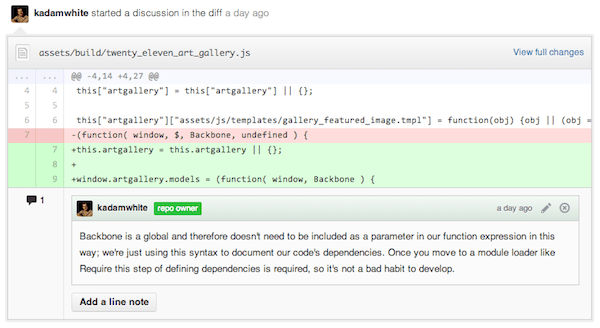 kadamwhite started a discussion in the diff a day ago
assets/build/twenty_eleven_art_gallery.js View full changes
... ... @@ -4,14 +4,27 @@
4 4 this["artgallery"] = this["artgallery"] || {};
5 5
6 6 this["artgallery"]["assets/js/templates/gallery_featured_image.tmpl"] = function(obj) {obj || (obj =
7 -(function( window, $, Backbone, undefined ) {
7 +this.artgallery = this.artgallery || {};
8 +
9 +window.artgallery.models = (function( window, Backbone ) {
1 kadamwhite repo owner a day ago
Backbone is a global and therefore doesn't need to be included as a parameter in our function expression in this
way; we're just using this syntax to document our code's dependencies. Once you move to a module loader like
Require this step of defining dependencies is required, so it's not a bad habit to develop.
Add a line note